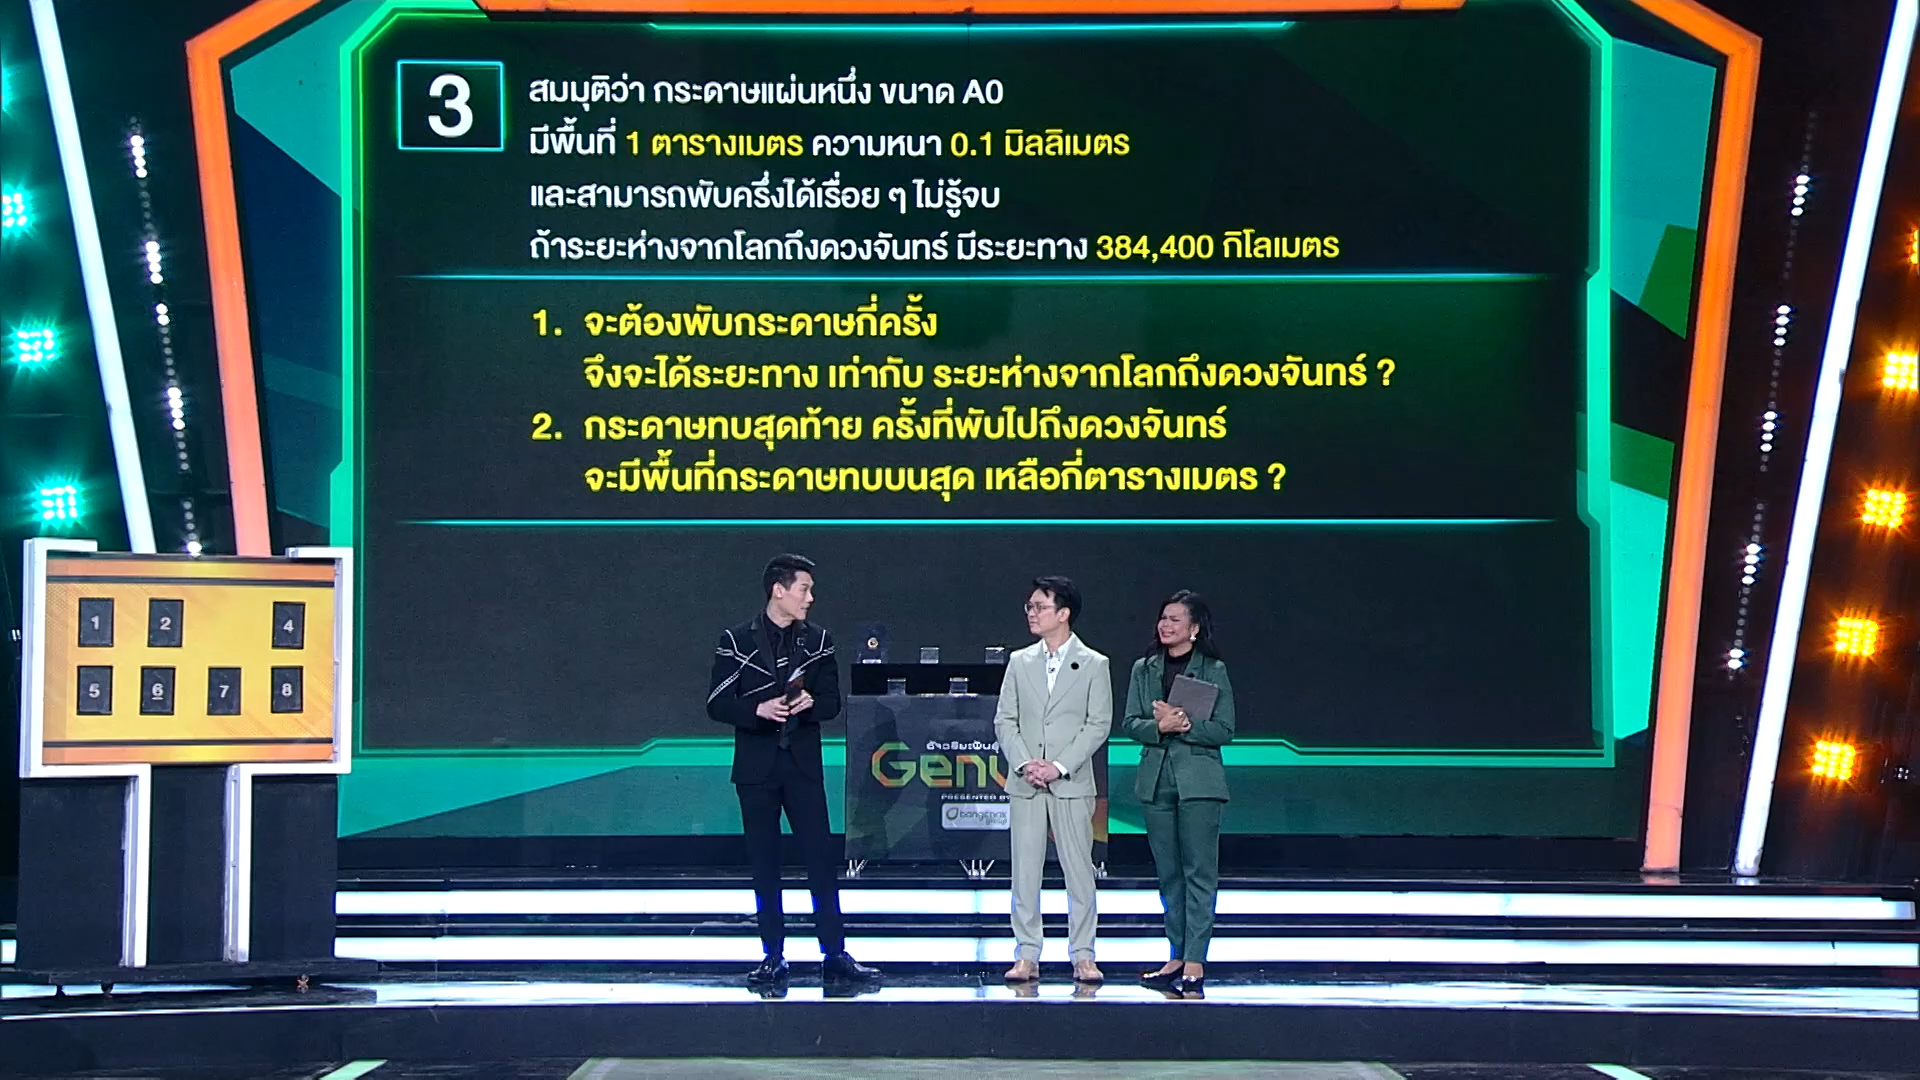 3
สมมุติว่า กระดาษแผ่นหนึ่ง ขนาด A0
มีพื้นที่ 1 ตารางเมตร ความหนา 0.1 มิลลิเมตร
และสามารถพับครึ่งได้เรื่อย ๆ ไม่รู้จบ
ถ้าระยะห่างจากโลกถึงดวงจันทร์ มีระยะทาง 384,400 กิโลเมตร
1. จะต้องพับกระดาษกี่ครั้ง
จึงจะได้ระยะทาง เท่ากับ ระยะห่างจากโลกถึงดวงจันทร์ ?
2. กระดาษทบสุดท้าย ครั้งที่พับไปถึงดวงจันทร์
จะมีพื้นที่กระดาษทบบนสุด เหลือกี่ตารางเมตร ?
1 2 4
5 6 7 8
Gen
PRESENTED BY
bangchak
group